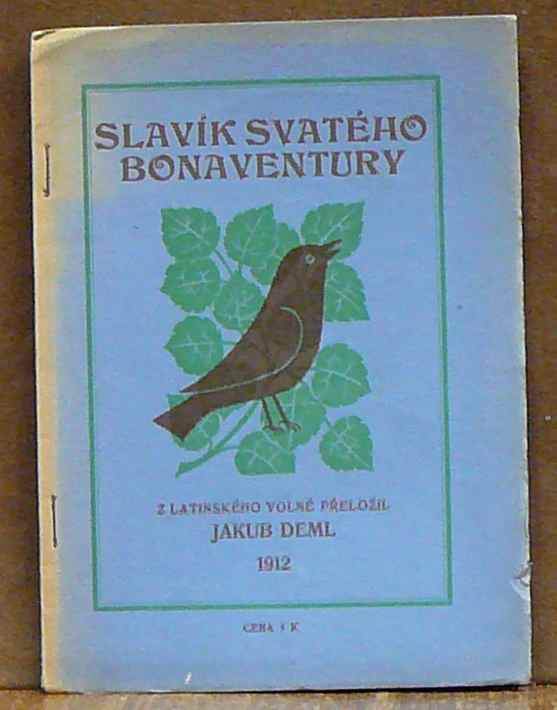 SLAVÍK SVATÉHO
BONAVENTURY
Z LATINSKÉHO VOLNĚ PŘELOŽIL
JAKUB DEML
1912
CENA 1 K